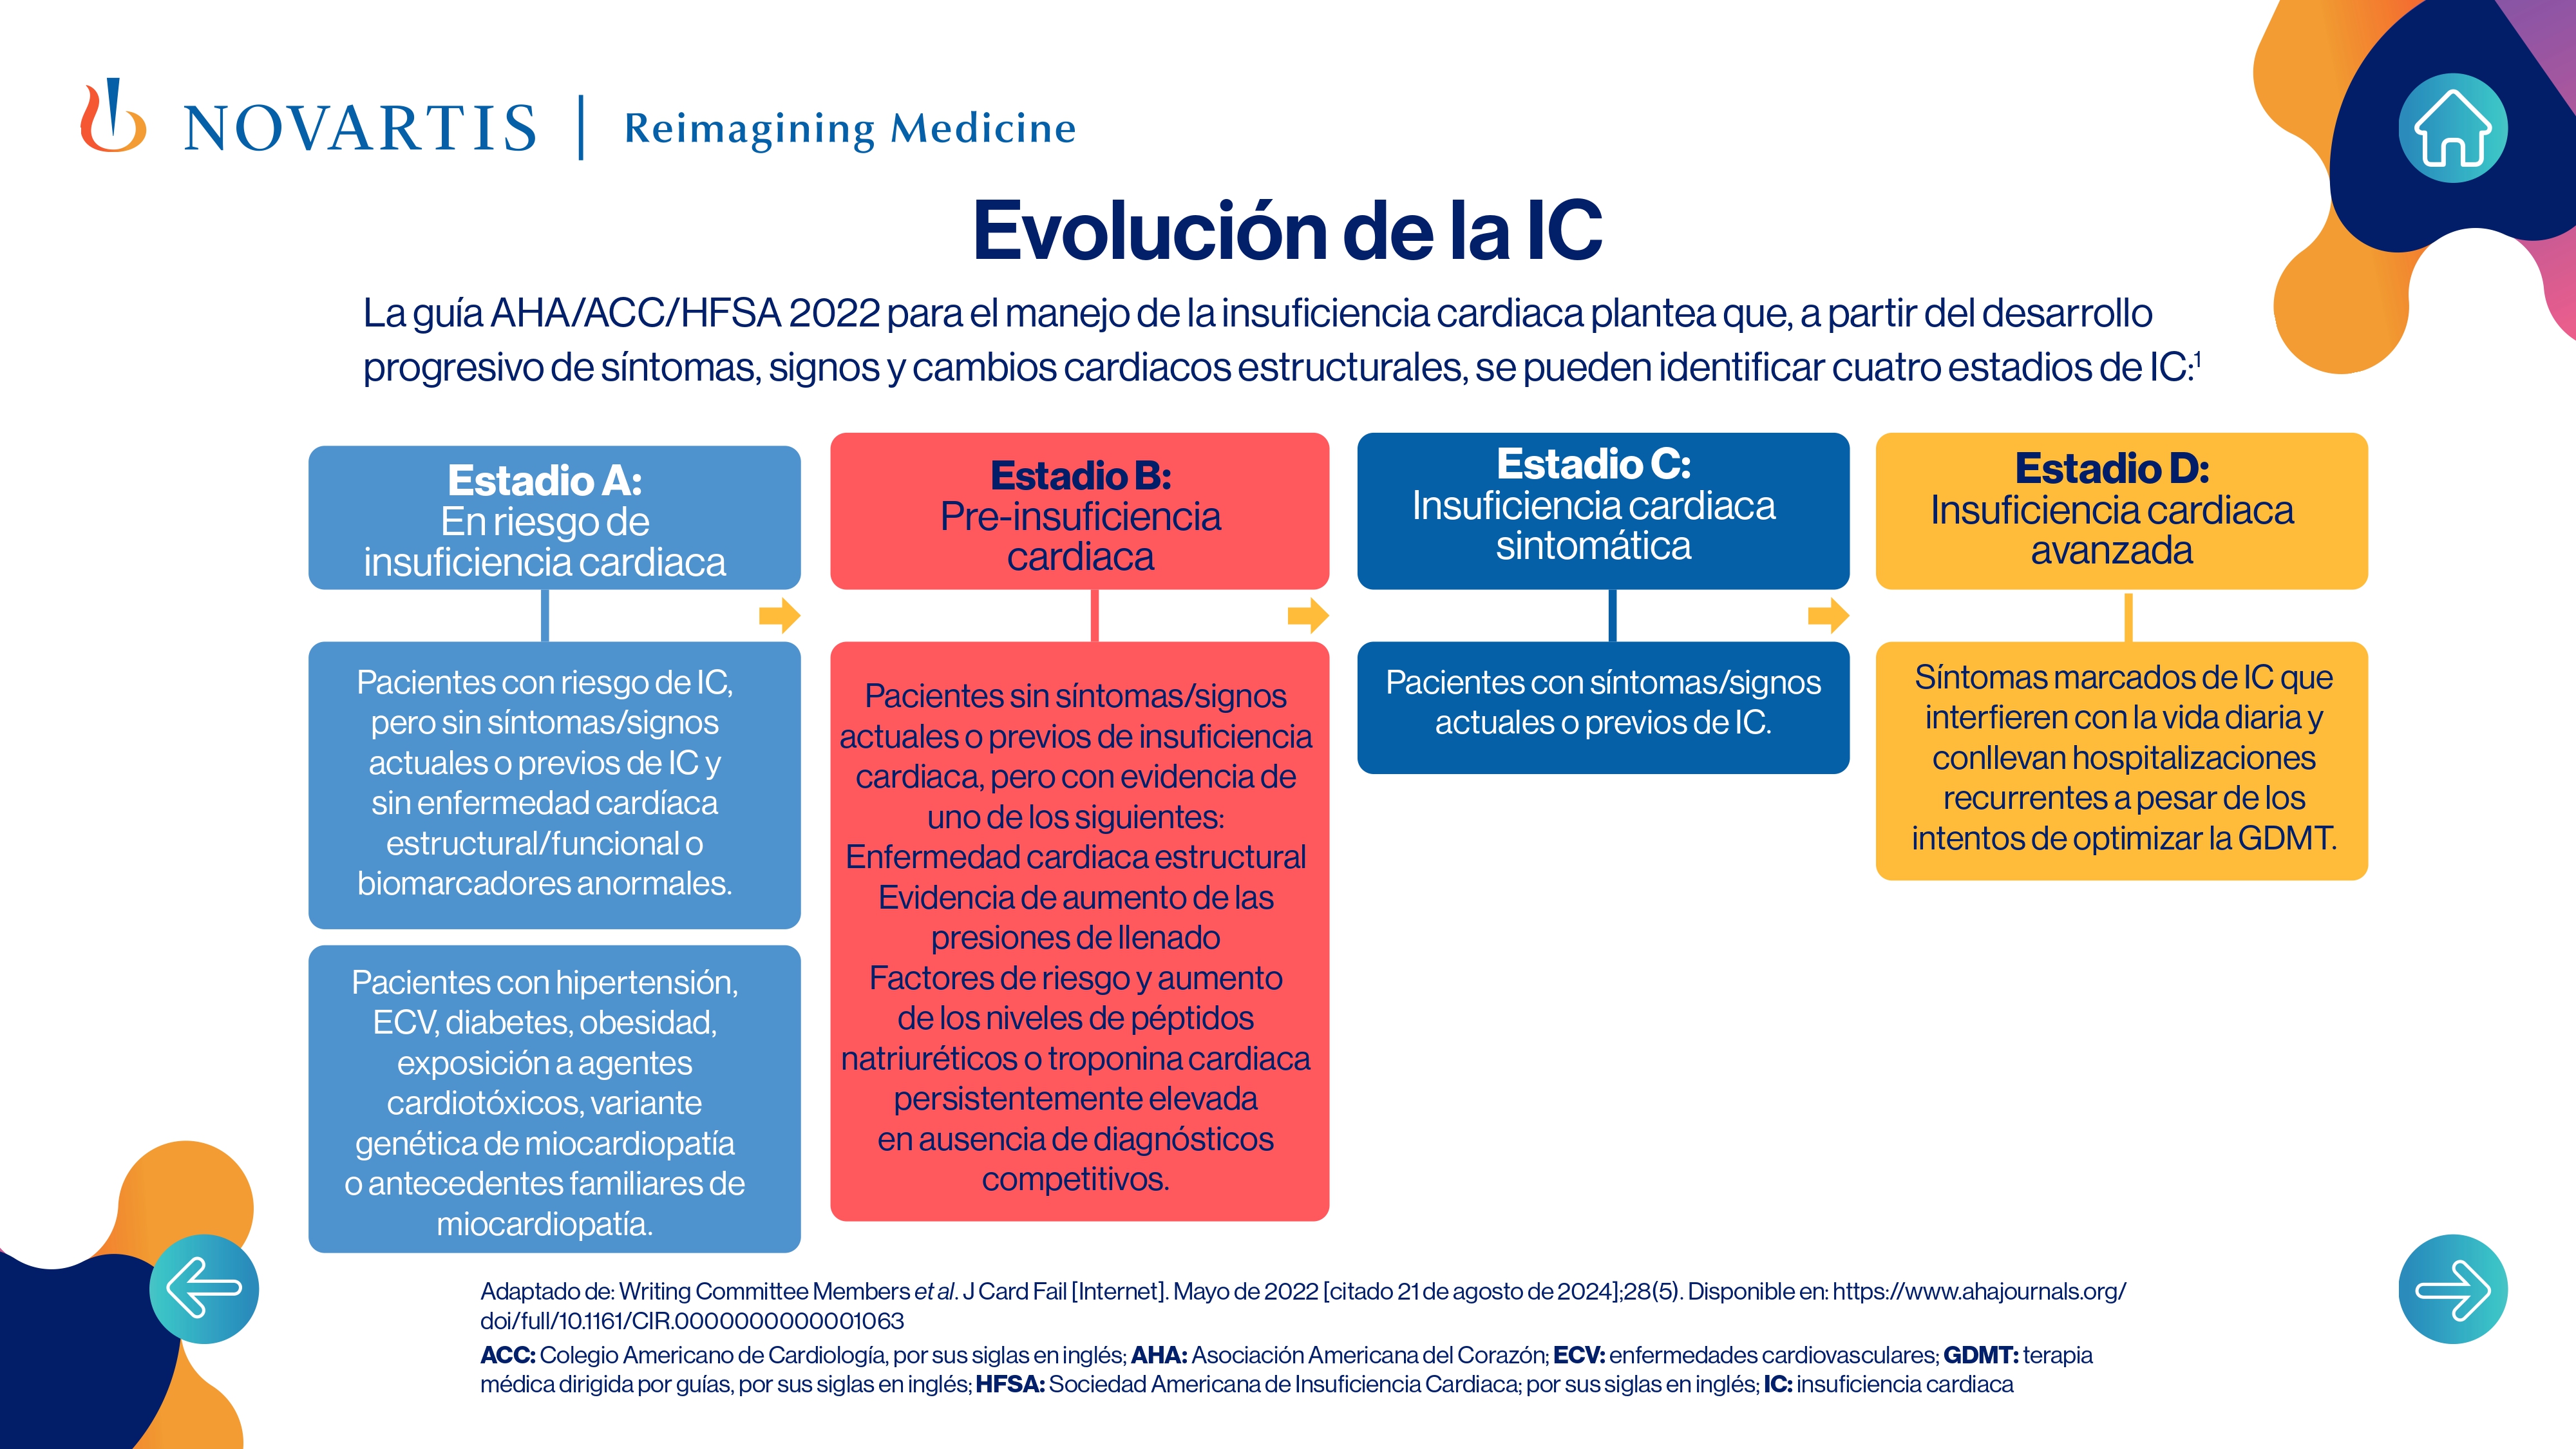 NOVARTIS | Reimagining Medicine
Evolución de la IC
La guía AHA/ACC/HFSA 2022 para el manejo de la insuficiencia cardiaca plantea que, a partir del desarrollo
progresivo de síntomas, signos y cambios cardiacos estructurales, se pueden identificar cuatro estadios de IC:¹
Estadio A:
En riesgo de
insuficiencia cardiaca
Pacientes con riesgo de IC,
pero sin síntomas/signos
actuales o previos de IC y
sin enfermedad cardíaca
estructural/funcional o
biomarcadores anormales.
Pacientes con hipertensión,
ECV, diabetes, obesidad,
exposición a agentes
cardiotóxicos, variante
genética de miocardiopatía
o antecedentes familiares de
miocardiopatía.
Estadio B:
Pre-insuficiencia
cardiaca
Pacientes sin síntomas/signos
actuales o previos de insuficiencia
cardiaca, pero con evidencia de
uno de los siguientes:
Enfermedad cardiaca estructural
Evidencia de aumento de las
presiones de llenado
Factores de riesgo y aumento
de los niveles de péptidos
natriuréticos o troponina cardiaca
persistentemente elevada
en ausencia de diagnósticos
competitivos.
Estadio C:
Insuficiencia cardiaca
sintomática
Pacientes con síntomas/signos
actuales o previos de IC.
Estadio D:
Insuficiencia cardiaca
avanzada
Síntomas marcados de IC que
interfieren con la vida diaria y
conllevan hospitalizaciones
recurrentes a pesar de los
intentos de optimizar la GDMT.
Adaptado de: Writing Committee Members et al. J Card Fail [Internet]. Mayo de 2022 [citado 21 de agosto de 2024];28(5). Disponible en: https://www.ahajournals.org/
doi/full/10.1161/CIR.0000000000001063
ACC: Colegio Americano de Cardiología, por sus siglas en inglés; AHA: Asociación Americana del Corazón; ECV: enfermedades cardiovasculares; GDMT: terapia
médica dirigida por guías, por sus siglas en inglés; HFSA: Sociedad Americana de Insuficiencia Cardiaca; por sus siglas en inglés; IC: insuficiencia cardiaca